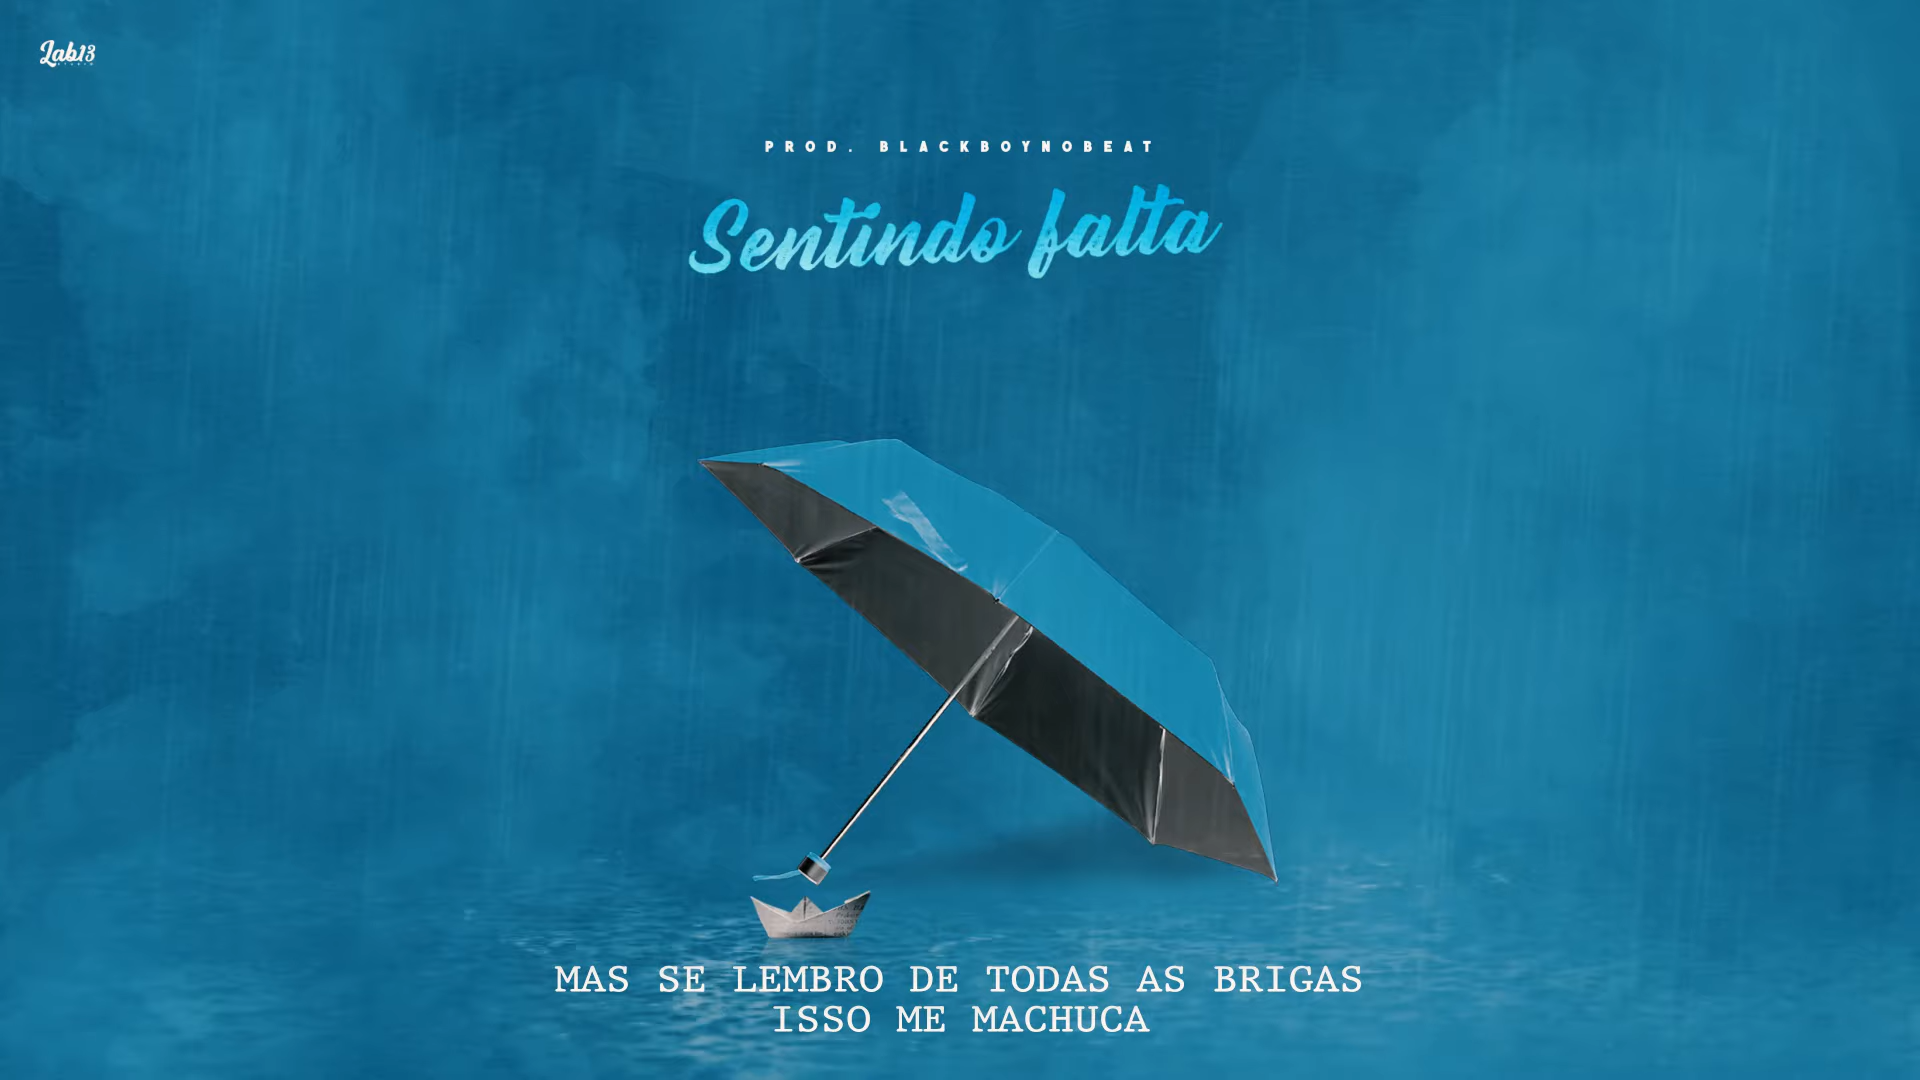 Lab13
PROD. BLACKBOYNOBEAT
Sentindo falta
MAS SE LEMBRO DE TODAS AS BRIGAS
ISSO ME MACHUCA